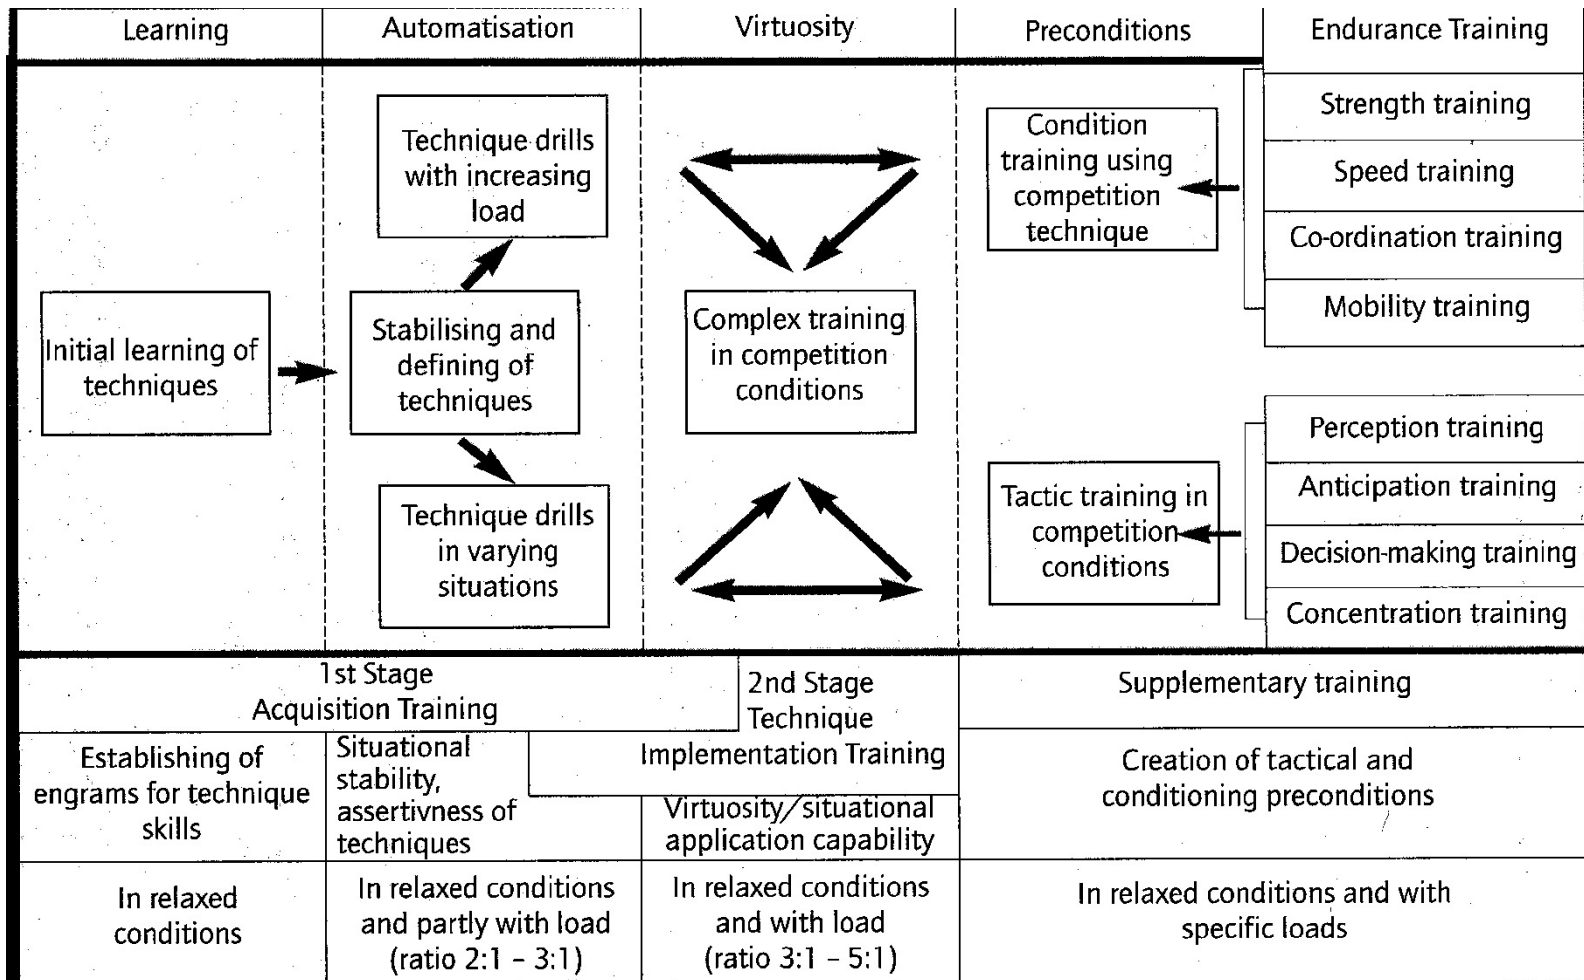 Learning
Automatisation
Virtuosity
Preconditions
Endurance Training
Strength training
Speed training
Co-ordination training
Mobility training
Technique drills
with increasing
load
Condition
training using
competition
technique
Initial learning of
techniques
Stabilising and
defining of
techniques
Complex training
in competition
conditions
Perception training
Anticipation training
Decision-making training
Concentration training
Technique drills
in varying
situations
Tactic training in
competition
conditions
1st Stage
Acquisition Training
2nd Stage
Technique
Implementation Training
Supplementary training
Establishing of
engrams for technique
skills
Situational
stability,
assertivness of
techniques
Virtuosity/situational
application capability
Creation of tactical and
conditioning preconditions
In relaxed
conditions
In relaxed conditions
and partly with load
(ratio 2:1 – 3:1)
In relaxed conditions
and with load
(ratio 3:1 – 5:1)
In relaxed conditions and with
specific loads